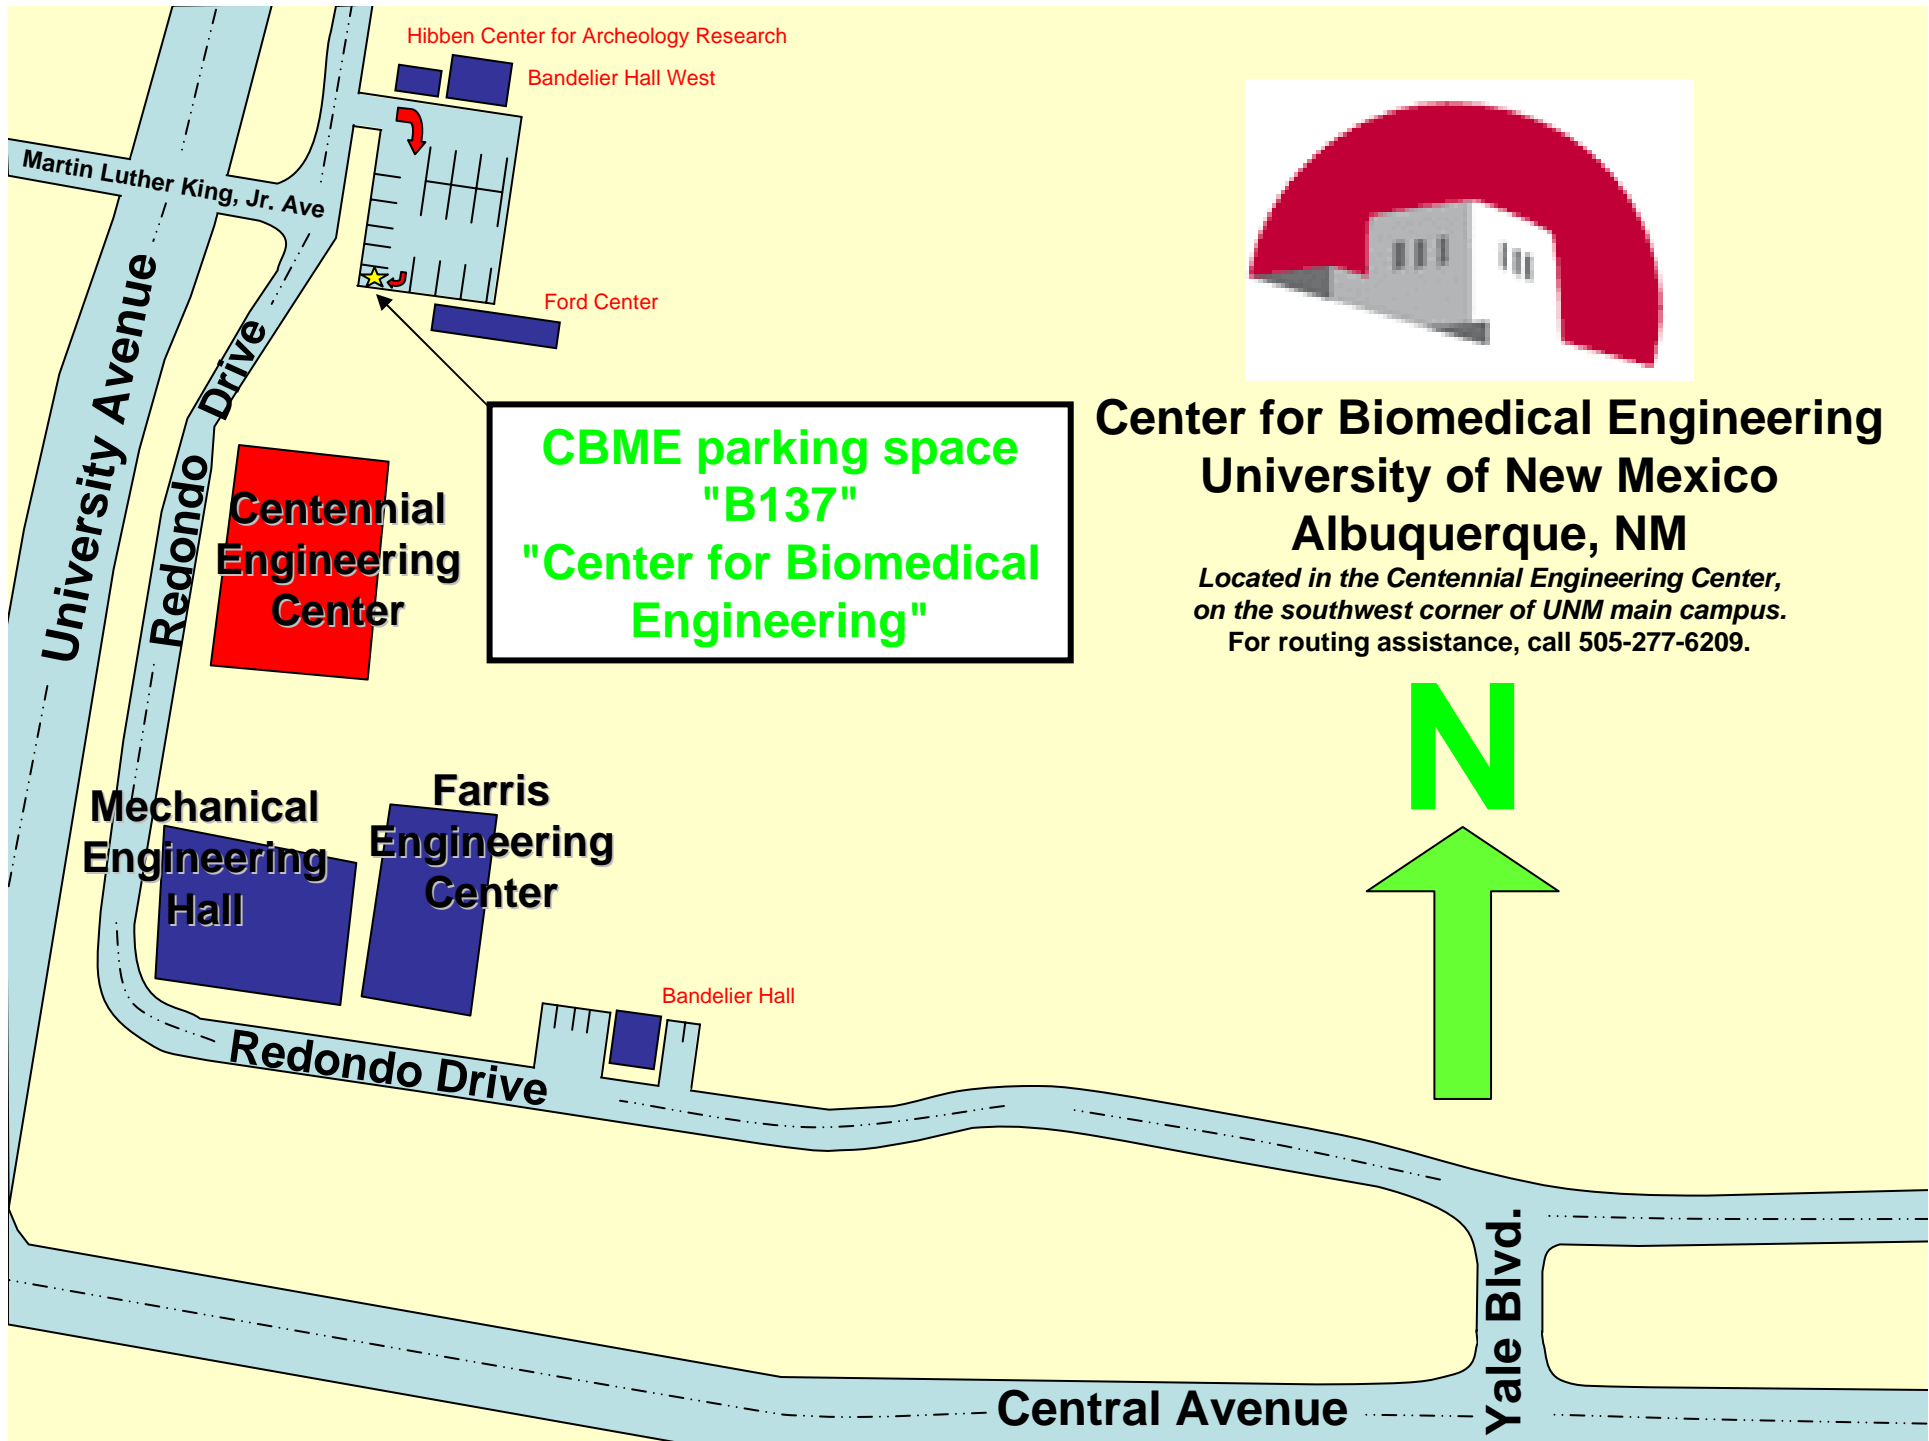 Hibben Center for Archeology Research
Bandelier Hall West
Martin Luther King, Jr. Ave
University Avenue
Redondo Drive
Ford Center
CBME parking space
"B137"
"Center for Biomedical
Engineering"
Center for Biomedical Engineering
University of New Mexico
Albuquerque, NM
Located in the Centennial Engineering Center,
on the southwest corner of UNM main campus.
For routing assistance, call 505-277-6209.
N
Centennial
Engineering
Center
Mechanical
Engineering
Hall
Farris
Engineering
Center
Bandelier Hall
Redondo Drive
Yale Blvd.
Central Avenue